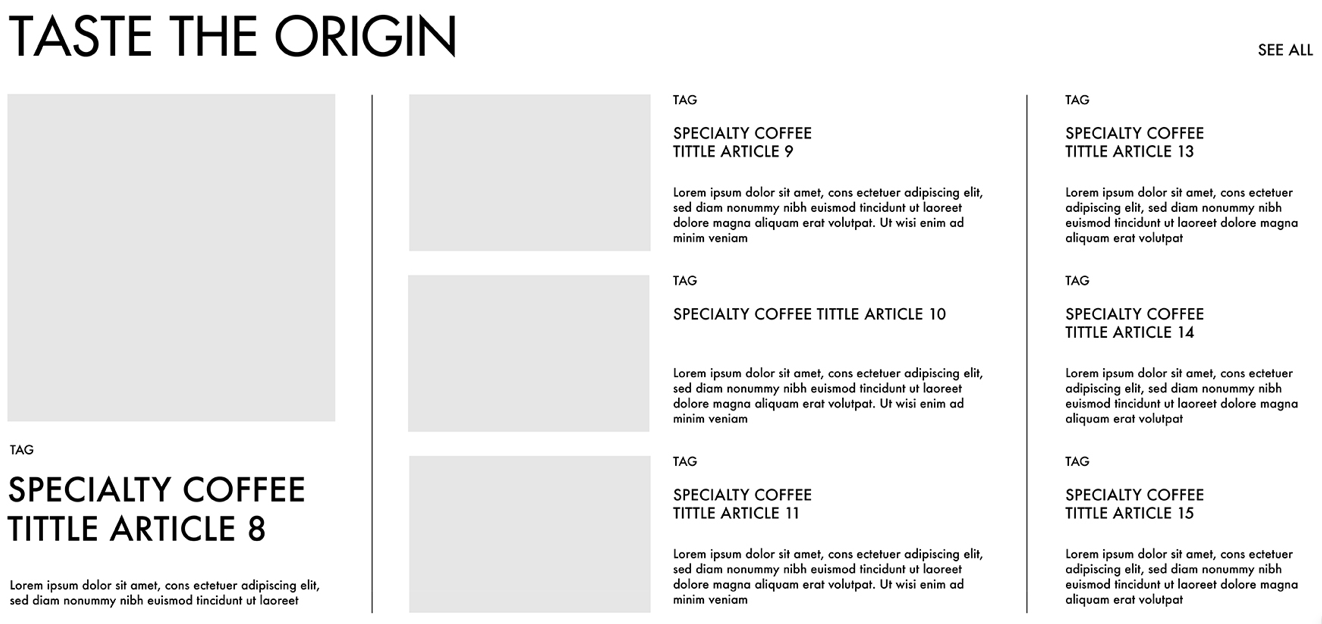 TASTE THE ORIGIN
SEE ALL
TAG
SPECIALTY COFFEE
TITTLE ARTICLE 8
Lorem ipsum dolor sit amet, cons ectetuer adipiscing elit,
sed diam nonummy nibh euismod tincidunt ut laoreet
TAG
SPECIALTY COFFEE
TITTLE ARTICLE 9
Lorem ipsum dolor sit amet, cons ectetuer adipiscing elit,
sed diam nonummy nibh euismod tincidunt ut laoreet
dolore magna aliquam erat volutpat. Ut wisi enim ad
minim veniam
TAG
SPECIALTY COFFEE TITTLE ARTICLE 10
Lorem ipsum dolor sit amet, cons ectetuer adipiscing elit,
sed diam nonummy nibh euismod tincidunt ut laoreet
dolore magna aliquam erat volutpat. Ut wisi enim ad
minim veniam
TAG
SPECIALTY COFFEE
TITTLE ARTICLE 11
Lorem ipsum dolor sit amet, cons ectetuer adipiscing elit,
sed diam nonummy nibh euismod tincidunt ut laoreet
dolore magna aliquam erat volutpat. Ut wisi enim ad
minim veniam
TAG
SPECIALTY COFFEE
TITTLE ARTICLE 13
Lorem ipsum dolor sit amet, cons ectetuer
adipiscing elit, sed diam nonummy nibh
euismod tincidunt ut laoreet dolore magna
aliquam erat volutpat
TAG
SPECIALTY COFFEE
TITTLE ARTICLE 14
Lorem ipsum dolor sit amet, cons ectetuer
adipiscing elit, sed diam nonummy nibh
euismod tincidunt ut laoreet dolore magna
aliquam erat volutpat
TAG
SPECIALTY COFFEE
TITTLE ARTICLE 15
Lorem ipsum dolor sit amet, cons ectetuer
adipiscing elit, sed diam nonummy nibh
euismod tincidunt ut laoreet dolore magna
aliquam erat volutpat